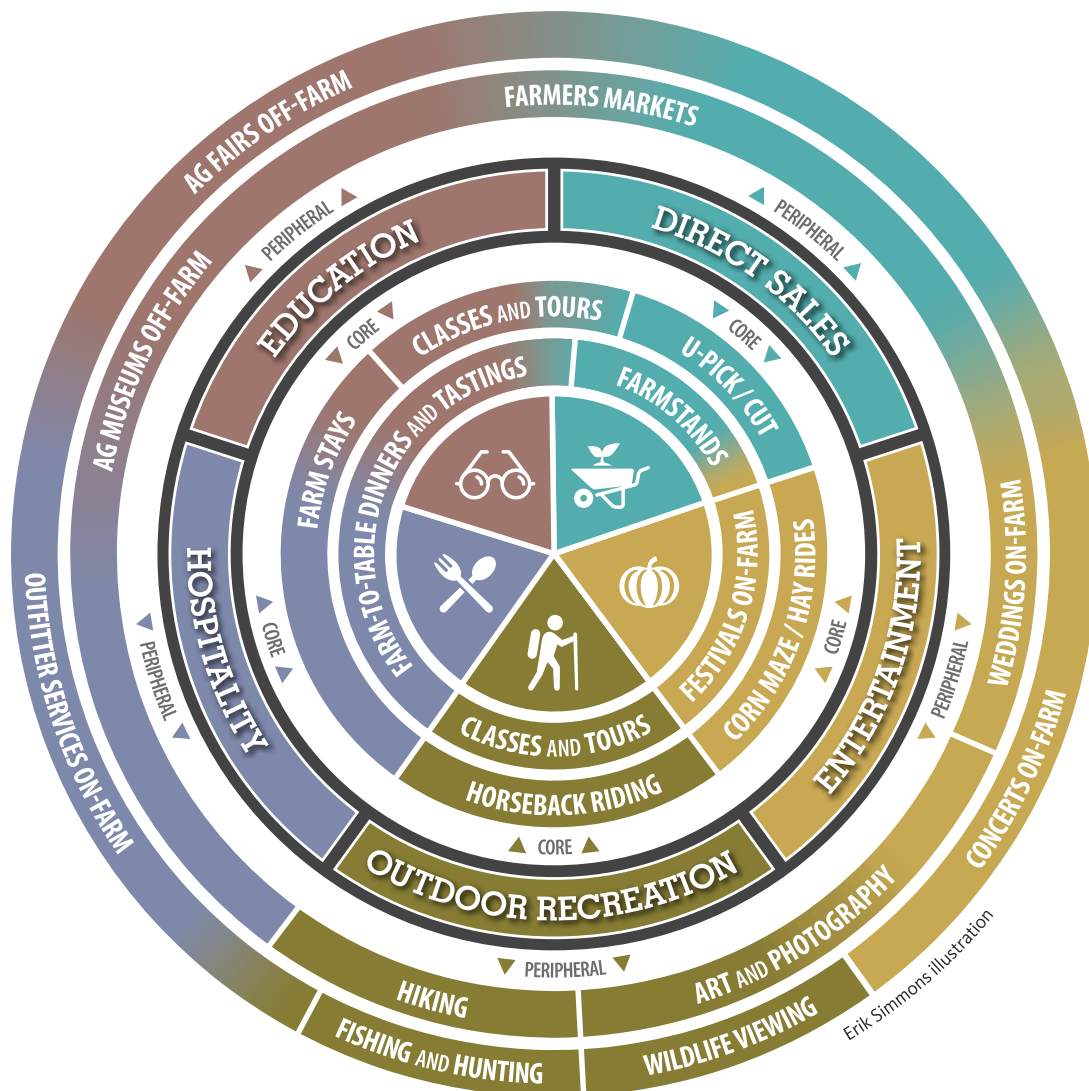 AG FAIRS OFF-FARM
FARMERS MARKETS
AG MUSEUMS OFF-FARM
PERIPHERAL
PERIPHERAL
EDUCATION
DIRECT SALES
CORE
CORE
CLASSES AND TOURS
U-PICK / CUT
FARM STAYS
FARM-TO-TABLE DINNERS AND TASTINGS
FARMSTANDS
FESTIVALS ON-FARM
CORN MAZE / HAY RIDES
WEDDINGS ON-FARM
CONCERTS ON-FARM
OUTFITTER SERVICES ON-FARM
PERIPHERAL
HOSPITALITY
CORE
CORE
ENTERTAINMENT
PERIPHERAL
CLASSES AND TOURS
HORSEBACK RIDING
CORE
OUTDOOR RECREATION
PERIPHERAL
HIKING
ART AND PHOTOGRAPHY
FISHING AND HUNTING
WILDLIFE VIEWING
Erik Simmons illustration